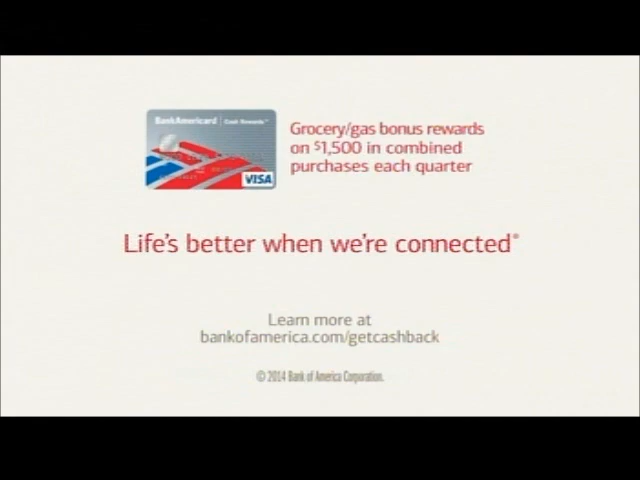 BankAmericard Cash Rewards™
VISA
Grocery/gas bonus rewards
on $1,500 in combined
purchases each quarter
Life's better when we're connected®
Learn more at
bankofamerica.com/getcashback
© 2014 Bank of America Corporation.